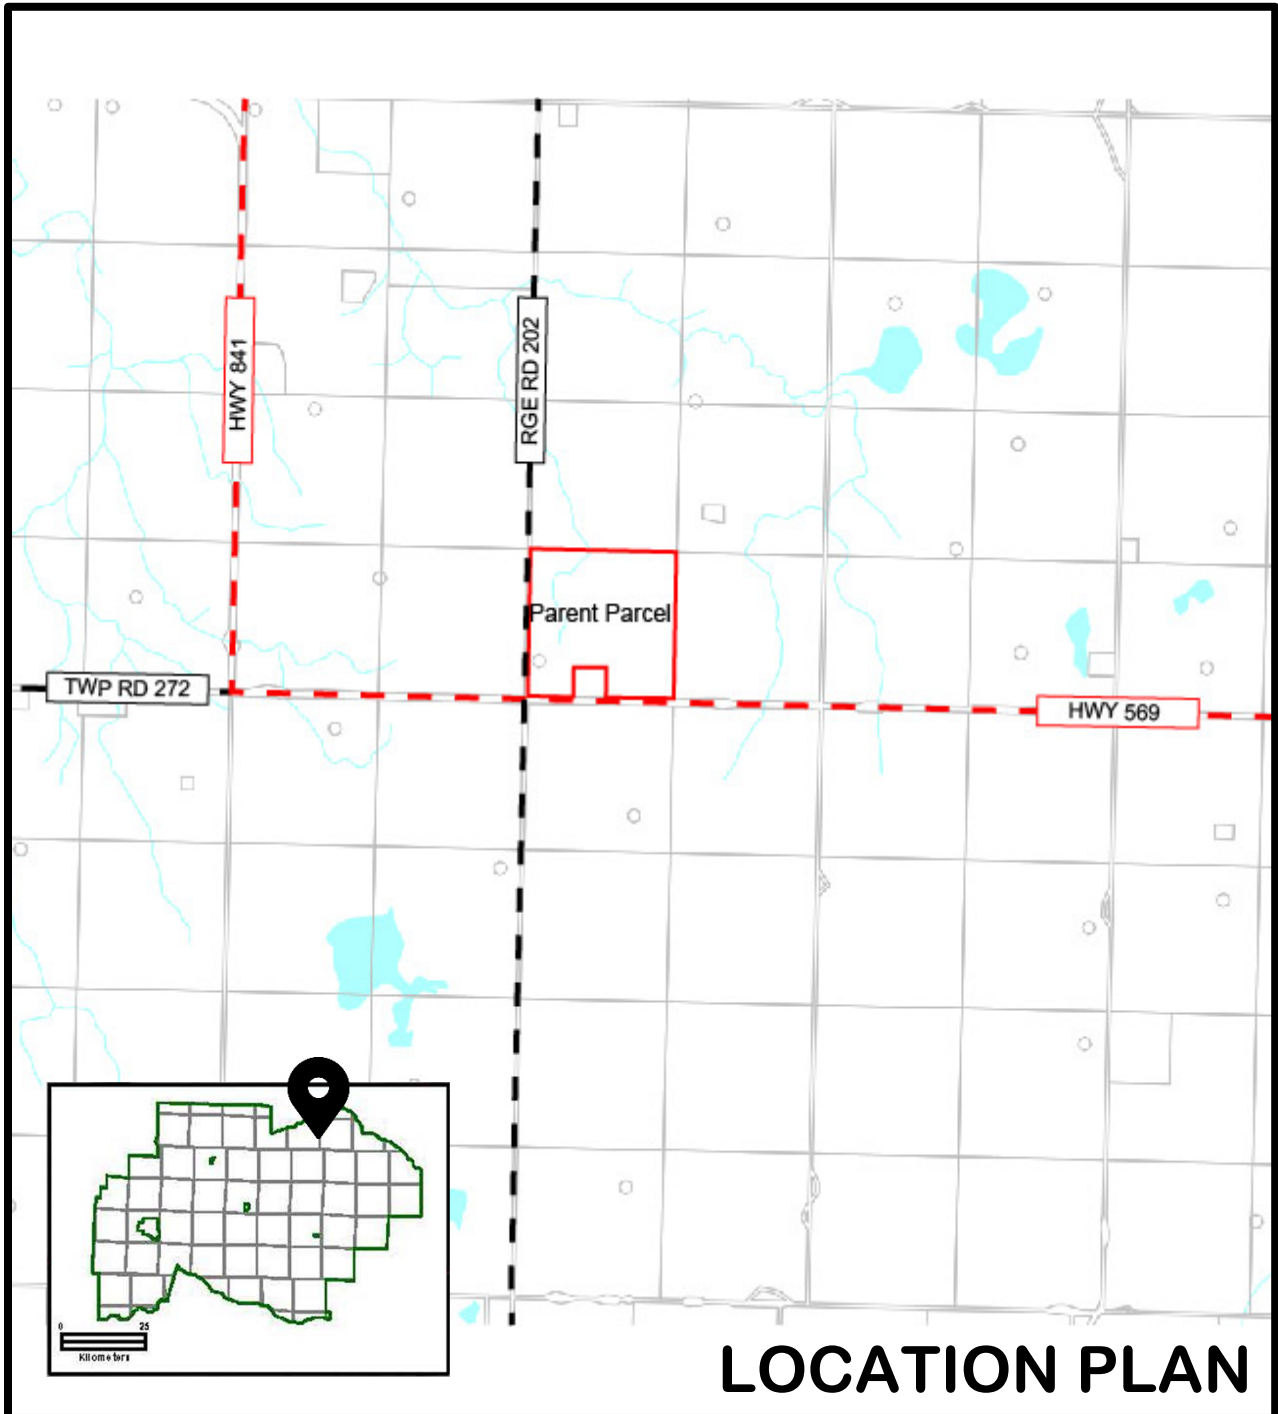 HWY 841
RGE RD 202
Parent Parcel
TWP RD 272
HWY 569
0 25
Kilometers
LOCATION PLAN